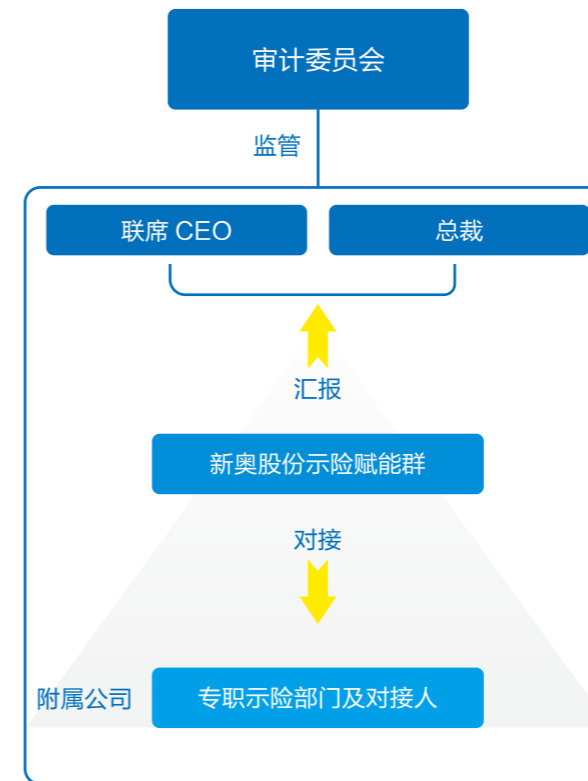 审计委员会
监管
联席 CEO
总裁
汇报
新奥股份示险赋能群
对接
附属公司
专职示险部门及对接人